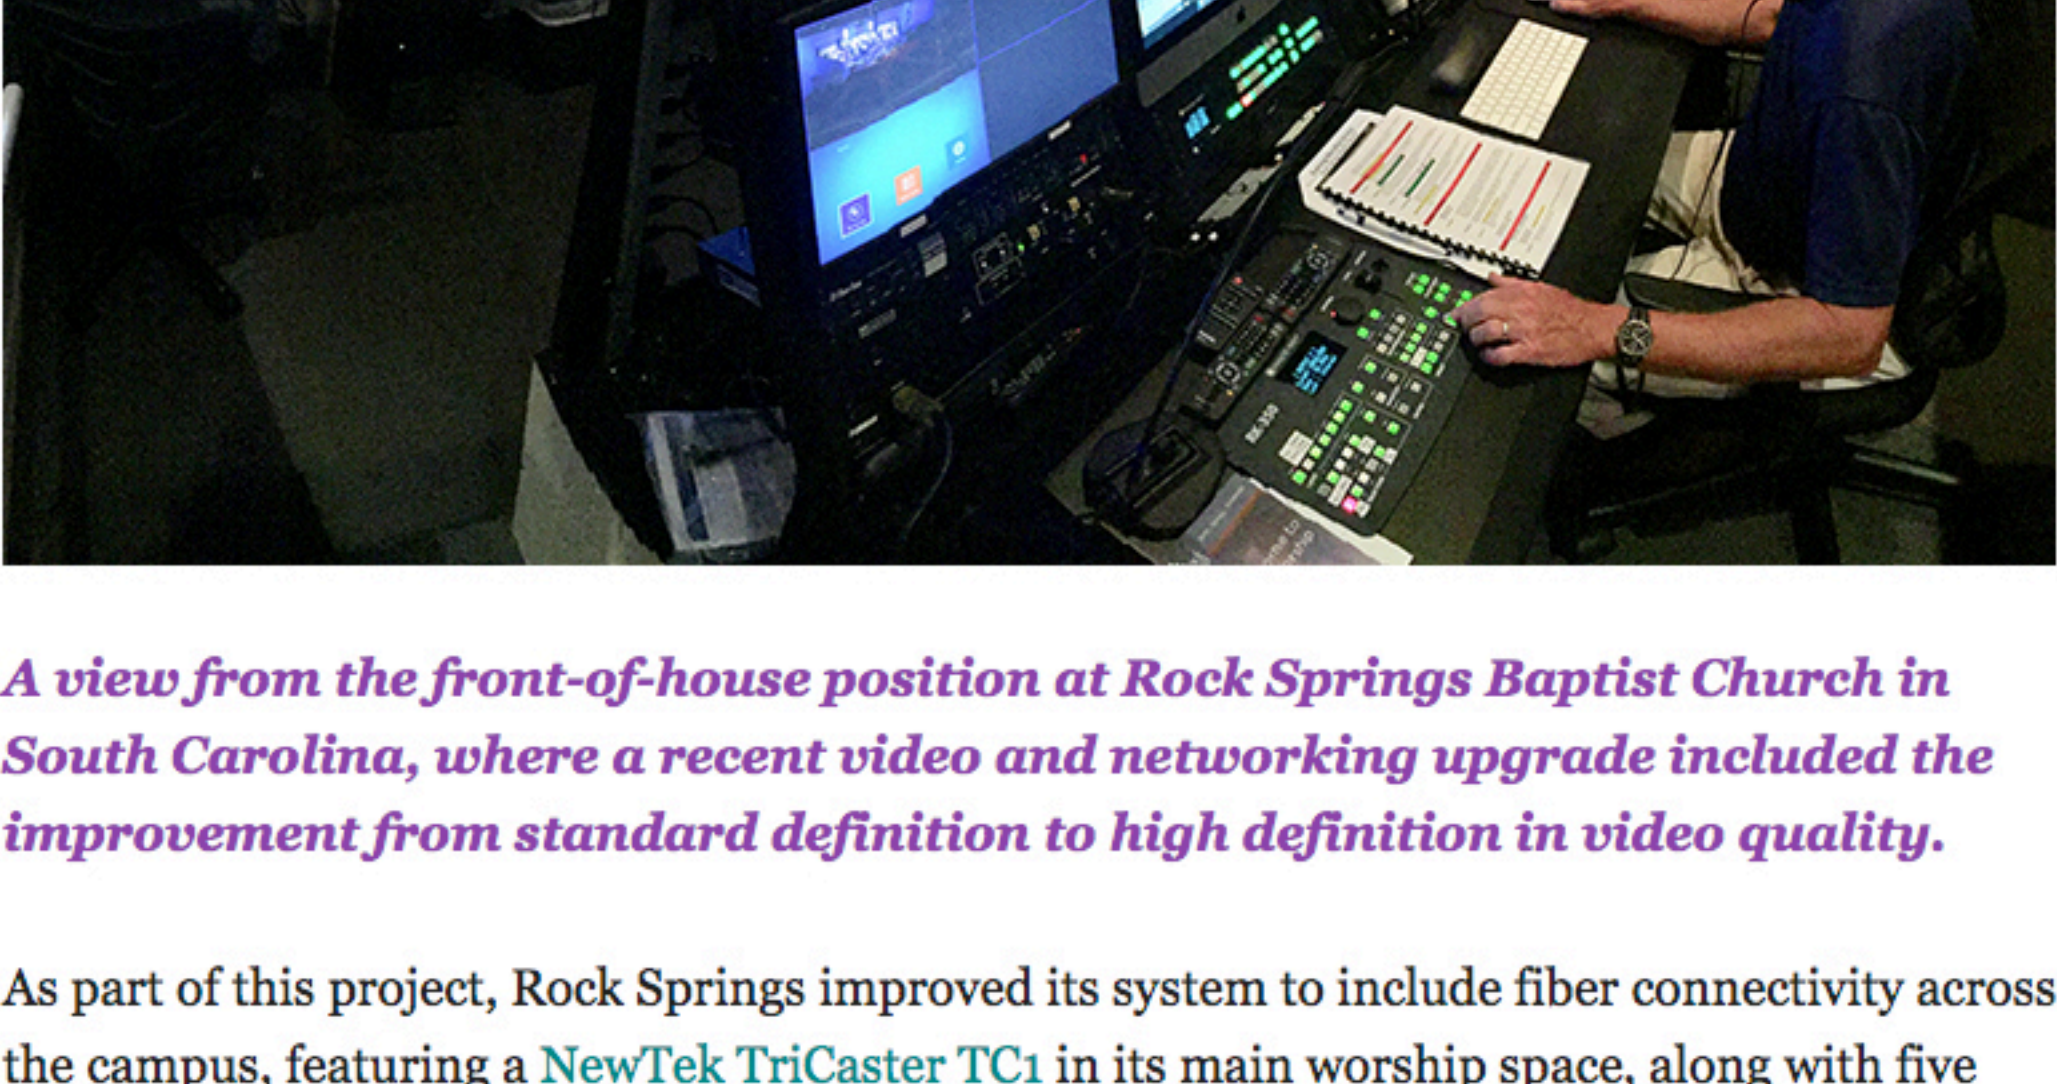 BK-350
A view from the front-of-house position at Rock Springs Baptist Church in
South Carolina, where a recent video and networking upgrade included the
improvement from standard definition to high definition in video quality.
As part of this project, Rock Springs improved its system to include fiber connectivity across
the campus, featuring a NewTek TriCaster TC1 in its main worship space, along with five